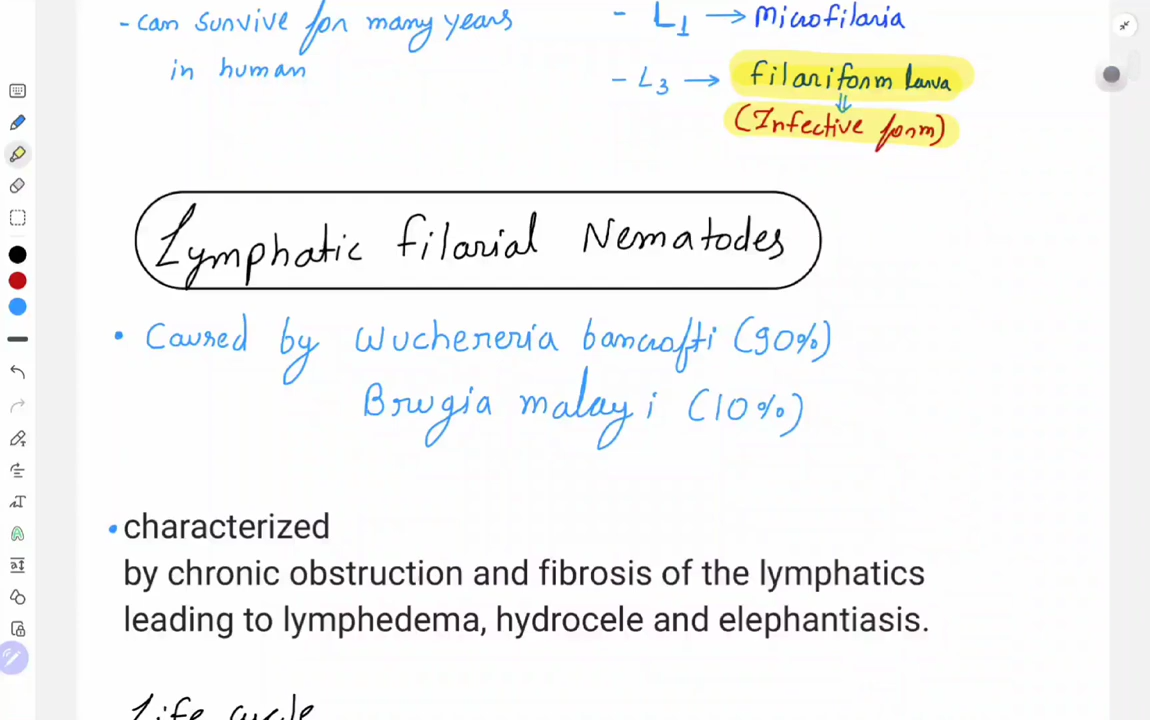 - can survive for many years
in human
- L1 → Microfilaria
- L3 → filariform larva
⇓
(Infective form)
Lymphatic filarial Nematodes
• Caused by Wuchereria bancrofti (90%)
Brugia malayi (10%)
• characterized
by chronic obstruction and fibrosis of the lymphatics
leading to lymphedema, hydrocele and elephantiasis.
Life cycle